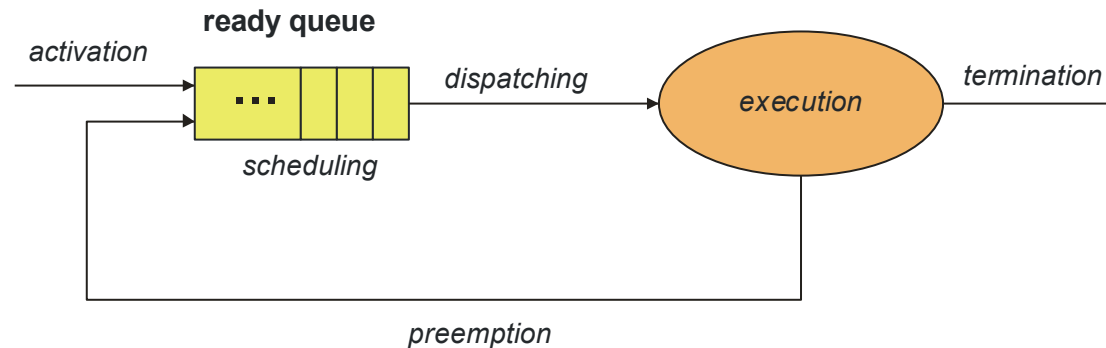 ready queue
activation
...
dispatching
execution
termination
scheduling
preemption